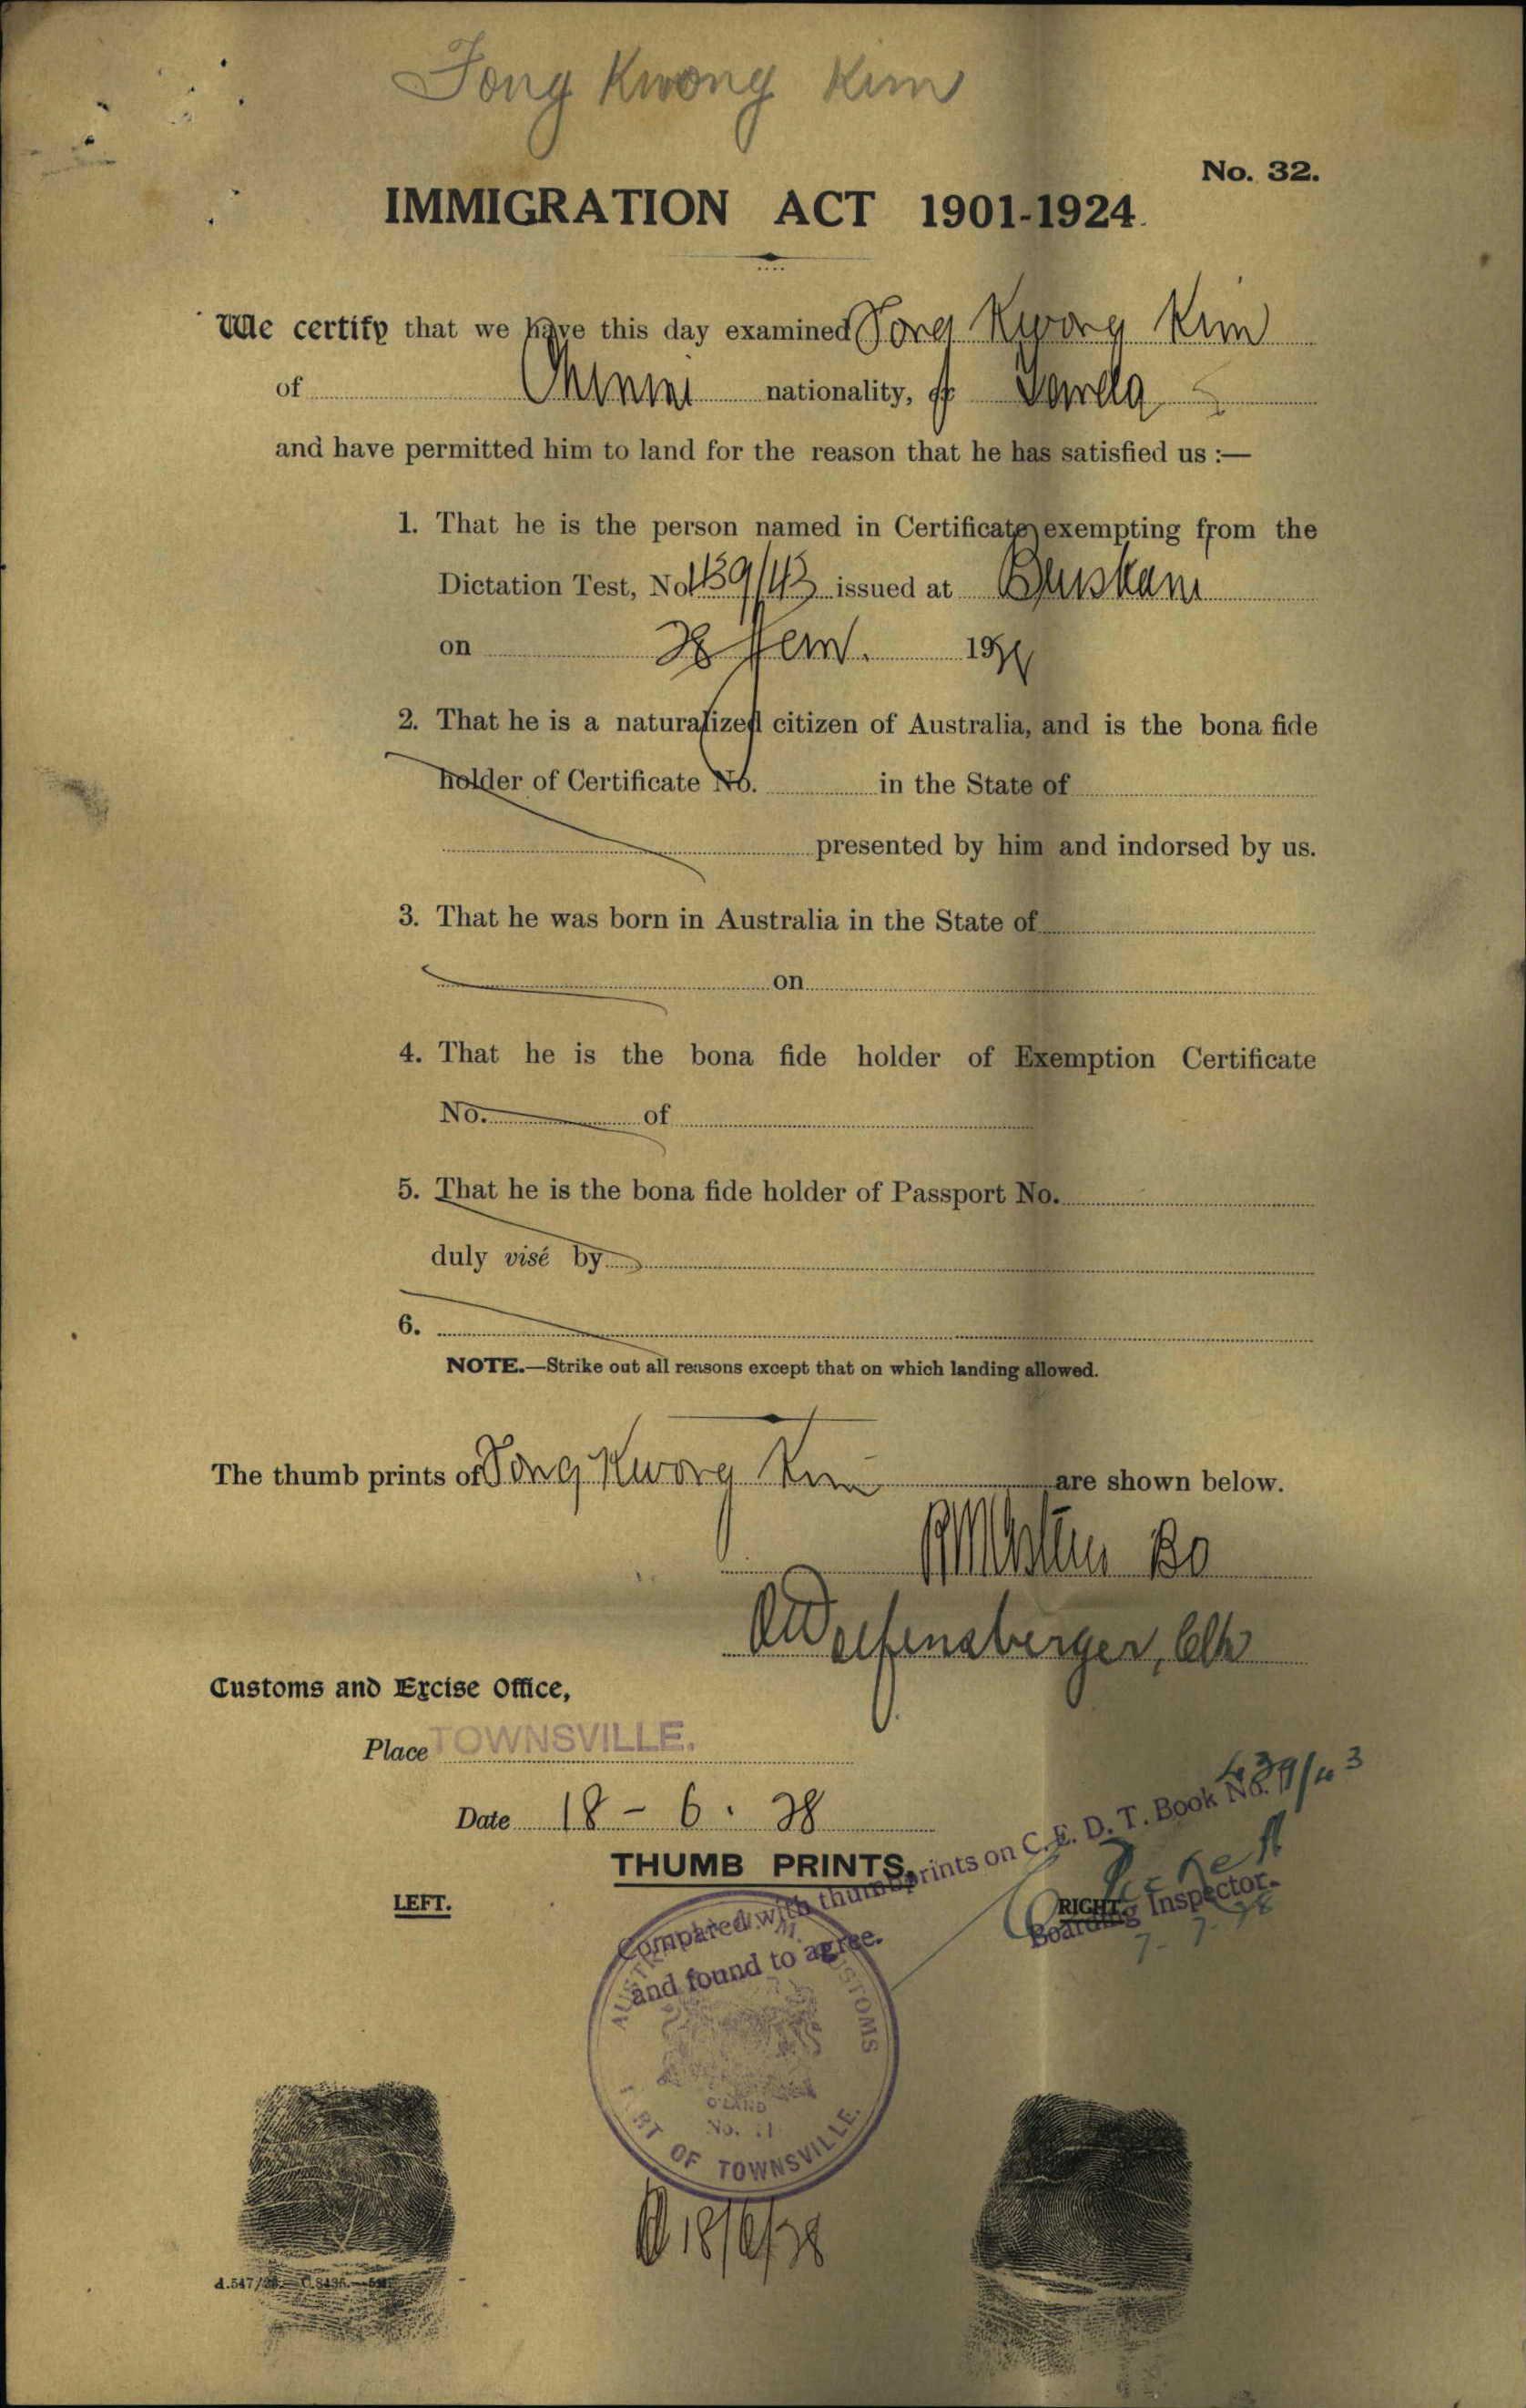 Fong Kwong Kim
No. 32.
IMMIGRATION ACT 1901-1924.
We certify that we have this day examined Fong Kwong Kim
of Chinese nationality,
and have permitted him to land for the reason that he has satisfied us :—
1. That he is the person named in Certificate exempting from the
Dictation Test, No 439/43 issued at Brisbane
on 19
2. That he is a naturalized citizen of Australia, and is the bona fide
holder of Certificate No. in the State of
presented by him and indorsed by us.
3. That he was born in Australia in the State of
on
4. That he is the bona fide holder of Exemption Certificate
No. of
5. That he is the bona fide holder of Passport No.
duly visé by
6.
NOTE.—Strike out all reasons except that on which landing allowed.
The thumb prints of Fong Kwong Kim are shown below.
Customs and Excise Office,
Place TOWNSVILLE.
Date 18 - 6 . 28
THUMB PRINTS.
LEFT.
RIGHT
Compared with thumbprints on C. E. D. T. Book No. 439/43
and found to agree.
Boarding Inspector.
7. 7. 28
CUSTOMS
PORT OF TOWNSVILLE.
Q'LAND
18/6/28